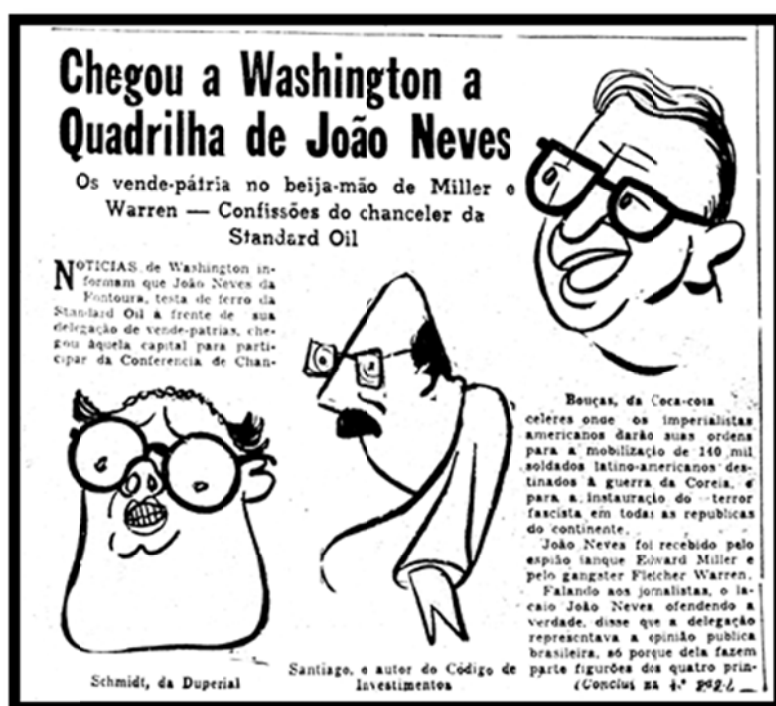 Chegou a Washington a
Quadrilha de João Neves
Os vende-pátria no beija-mão de Miller e
Warren — Confissões do chanceler da
Standard Oil
NOTICIAS de Washington in-
formam que João Neves da
Fontoura, testa de ferro da
Standard Oil à frente de sua
delegação de vende-patrias, che-
gou àquela capital para parti-
cipar da Conferencia de Chan-
Bouças, da Coca-cola
celeres onde os imperialistas
americanos darão suas ordens
para a mobilização de 140 mil
soldados latino-americanos des-
tinados à guerra da Coreia, e
para a instauração do terror
fascista em todas as republicas
do continente.
João Neves foi recebido pelo
espião ianque Edward Miller e
pelo gangster Fletcher Warren.
Falando aos jornalistas, o la-
caio João Neves ofendendo a
verdade, disse que a delegação
representava a opinião publica
brasileira, só porque dela fazem
parte figurões dos quatro prin-
(Conclui na 4.ª pag.)
Schmidt, da Duperial
Santiago, o autor do Código de
Investimentos